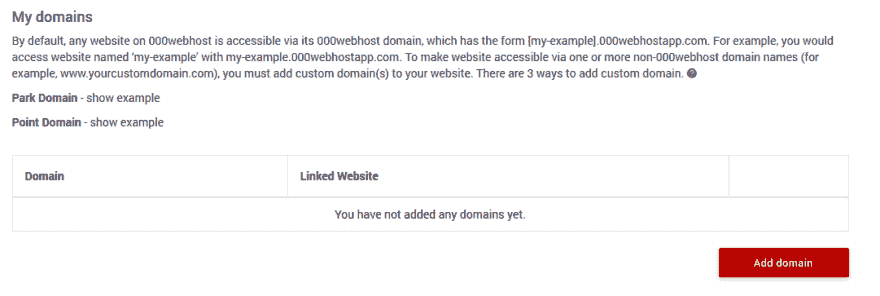 My domains
By default, any website on 000webhost is accessible via its 000webhost domain, which has the form [my-example].000webhostapp.com. For example, you would
access website named 'my-example' with my-example.000webhostapp.com. To make website accessible via one or more non-000webhost domain names (for
example, www.yourcustomdomain.com), you must add custom domain(s) to your website. There are 3 ways to add custom domain. ?
Park Domain - show example
Point Domain - show example
Domain Linked Website
You have not added any domains yet.
Add domain